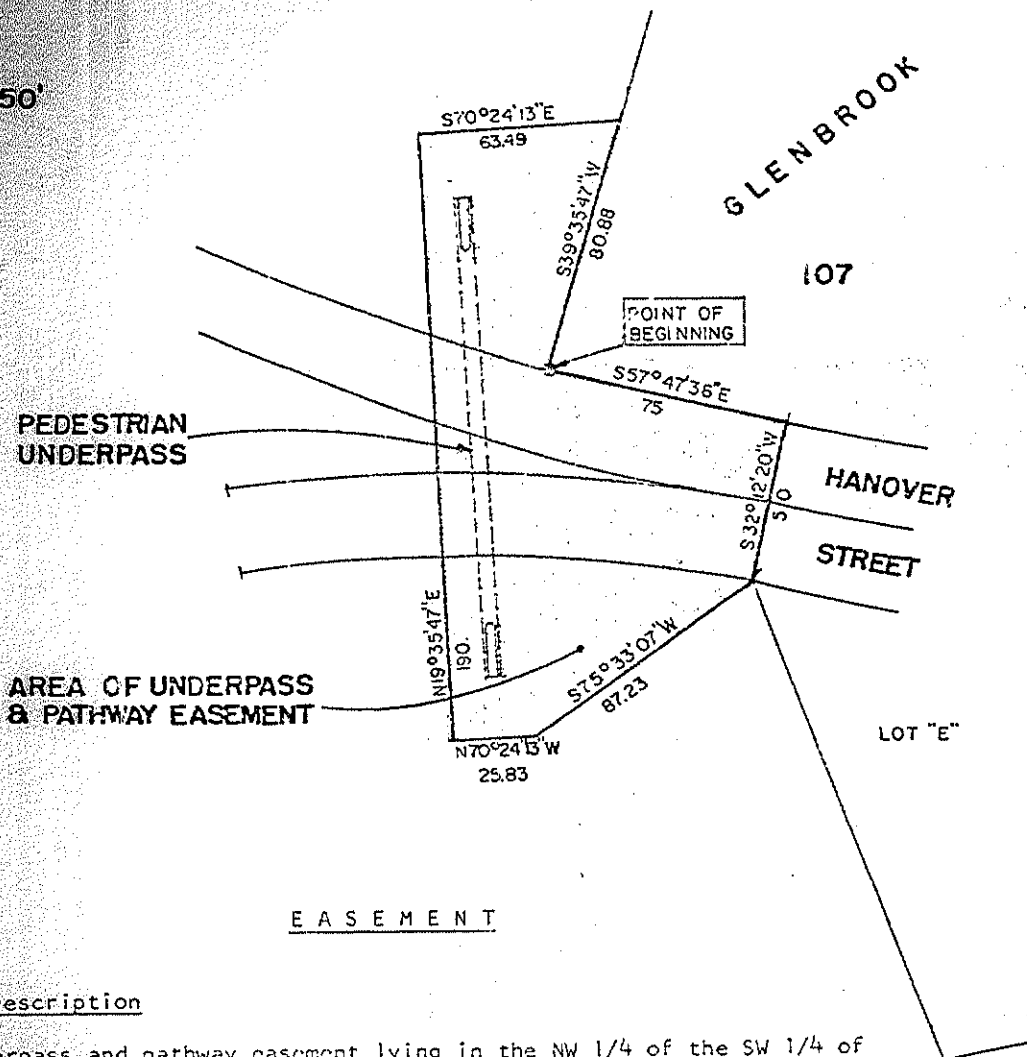 50'
S70°24'13"E
63.49
GLENBROOK
S39°35'47"W
80.88
107
POINT OF
BEGINNING
S57°47'36"E
75
PEDESTRIAN
UNDERPASS
S32°12'20"W
50
HANOVER
STREET
N19°35'47"E
190.
S75°33'07"W
87.23
AREA OF UNDERPASS
& PATHWAY EASEMENT
N70°24'13"W
25.83
LOT "E"
EASEMENT
escription
erpass and pathway easement lying in the NW 1/4 of the SW 1/4 of